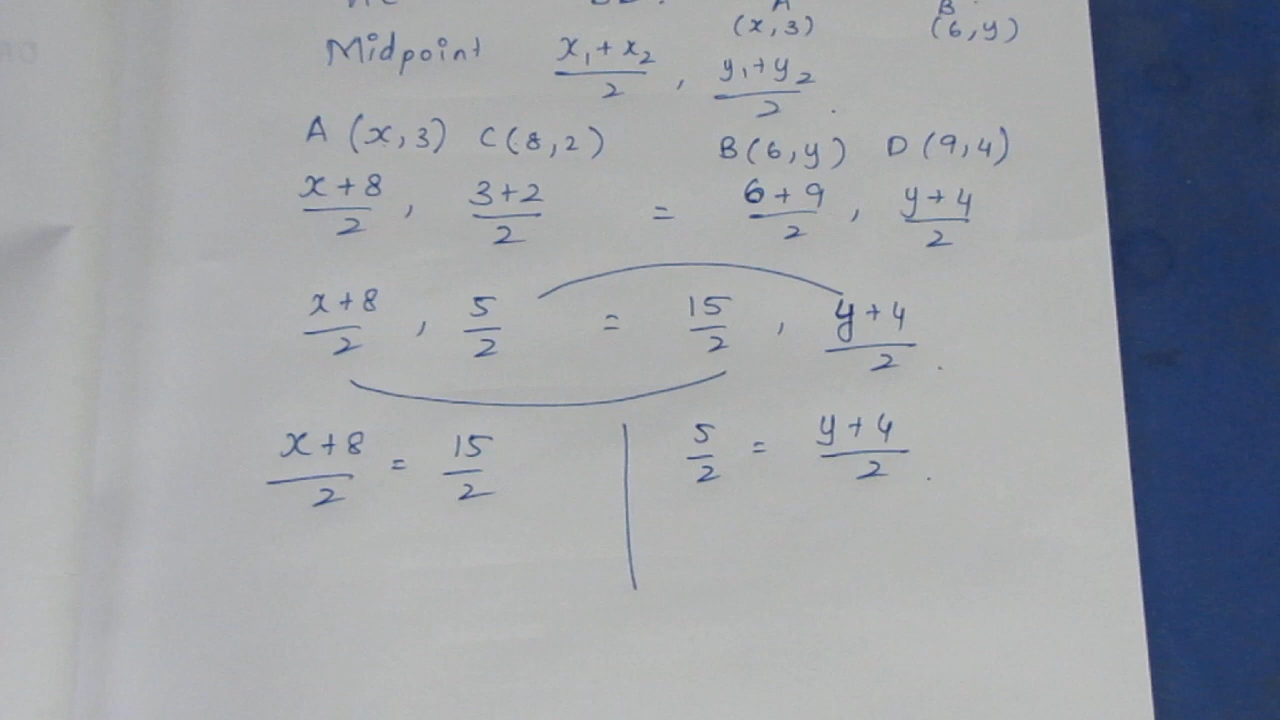 A B
(x,3) (6,y)
Midpoint x₁+x₂/2, y₁+y₂/2.
A (x,3) C(8,2) B(6,y) D(9,4)
x+8/2, 3+2/2 = 6+9/2, y+4/2
x+8/2, 5/2 = 15/2, y+4/2.
x+8/2 = 15/2 | 5/2 = y+4/2.